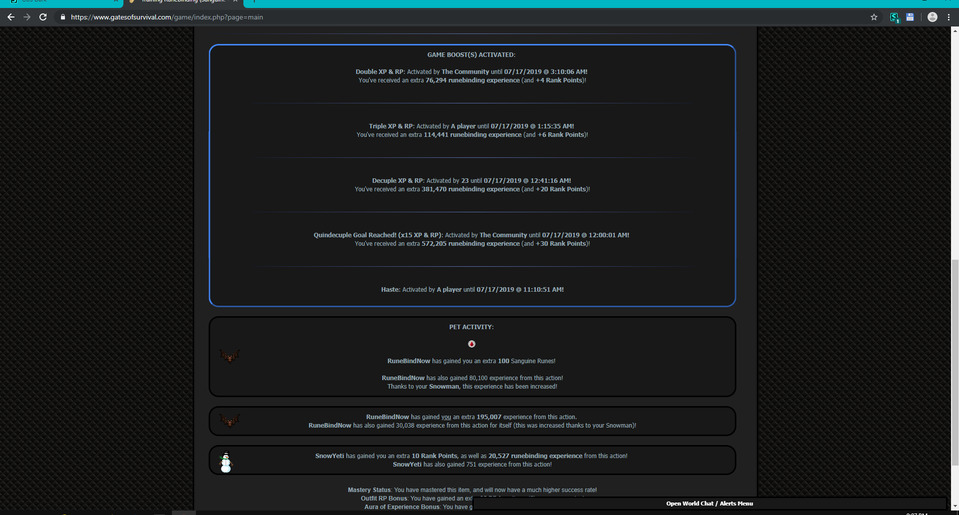 https://www.gatesofsurvival.com/game/index.php?page=main
GAME BOOST(S) ACTIVATED:
Double XP & RP: Activated by The Community until 07/17/2019 @ 3:10:06 AM!
You've received an extra 76,294 runebinding experience (and +4 Rank Points)!
Triple XP & RP: Activated by A player until 07/17/2019 @ 1:15:35 AM!
You've received an extra 114,441 runebinding experience (and +6 Rank Points)!
Decuple XP & RP: Activated by 23 until 07/17/2019 @ 12:41:16 AM!
You've received an extra 381,470 runebinding experience (and +20 Rank Points)!
Quindecuple Goal Reached! (x15 XP & RP): Activated by The Community until 07/17/2019 @ 12:00:01 AM!
You've received an extra 572,205 runebinding experience (and +30 Rank Points)!
Haste: Activated by A player until 07/17/2019 @ 11:10:51 AM!
PET ACTIVITY:
RuneBindNow has gained you an extra 100 Sanguine Runes!
RuneBindNow has also gained 80,100 experience from this action!
Thanks to your Snowman, this experience has been increased!
RuneBindNow has gained you an extra 195,007 experience from this action.
RuneBindNow has also gained 30,038 experience from this action for itself (this was increased thanks to your Snowman)!
SnowYeti has gained you an extra 10 Rank Points, as well as 20,527 runebinding experience from this action!
SnowYeti has also gained 751 experience from this action!
Mastery Status: You have mastered this item, and will now have a much higher success rate!
Outfit RP Bonus: You have gained an ex
Aura of Experience Bonus: You have g
Open World Chat / Alerts Menu